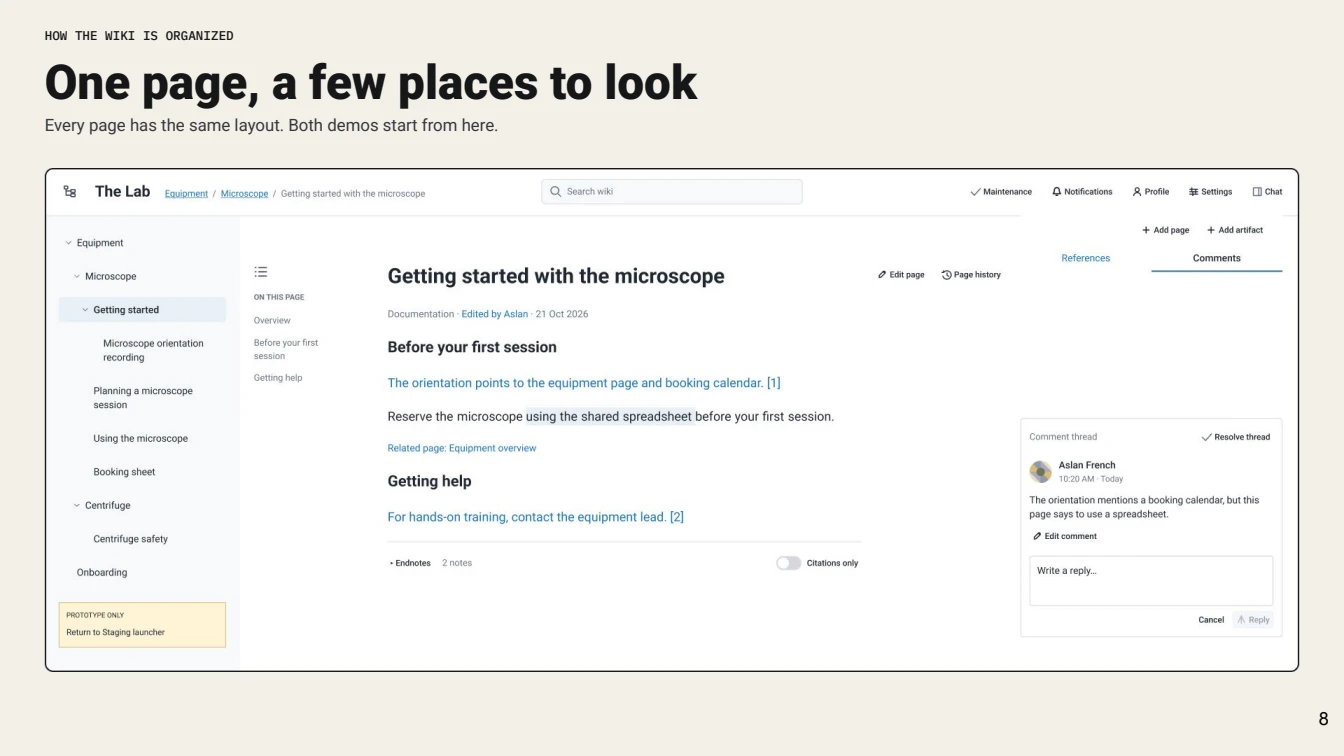 HOW THE WIKI IS ORGANIZED
One page, a few places to look
Every page has the same layout. Both demos start from here.
The Lab
Equipment / Microscope / Getting started with the microscope
Search wiki
Maintenance
Notifications
Profile
Settings
Chat
Equipment
Microscope
Getting started
Microscope orientation
recording
Planning a microscope
session
Using the microscope
Booking sheet
Centrifuge
Centrifuge safety
Onboarding
PROTOTYPE ONLY
Return to Staging launcher
ON THIS PAGE
Overview
Before your first
session
Getting help
Getting started with the microscope
Edit page
Page history
Documentation · Edited by Aslan · 21 Oct 2026
Before your first session
The orientation points to the equipment page and booking calendar. [1]
Reserve the microscope using the shared spreadsheet before your first session.
Related page: Equipment overview
Getting help
For hands-on training, contact the equipment lead. [2]
Endnotes 2 notes
Citations only
+ Add page
+ Add artifact
References
Comments
Comment thread
Resolve thread
Aslan French
10:20 AM · Today
The orientation mentions a booking calendar, but this
page says to use a spreadsheet.
Edit comment
Write a reply…
Cancel
Reply
8